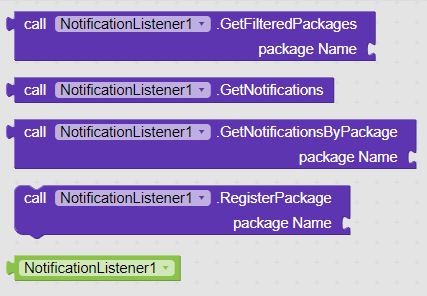 call NotificationListener1 .GetFilteredPackages
package Name
call NotificationListener1 .GetNotifications
call NotificationListener1 .GetNotificationsByPackage
package Name
call NotificationListener1 .RegisterPackage
package Name
NotificationListener1